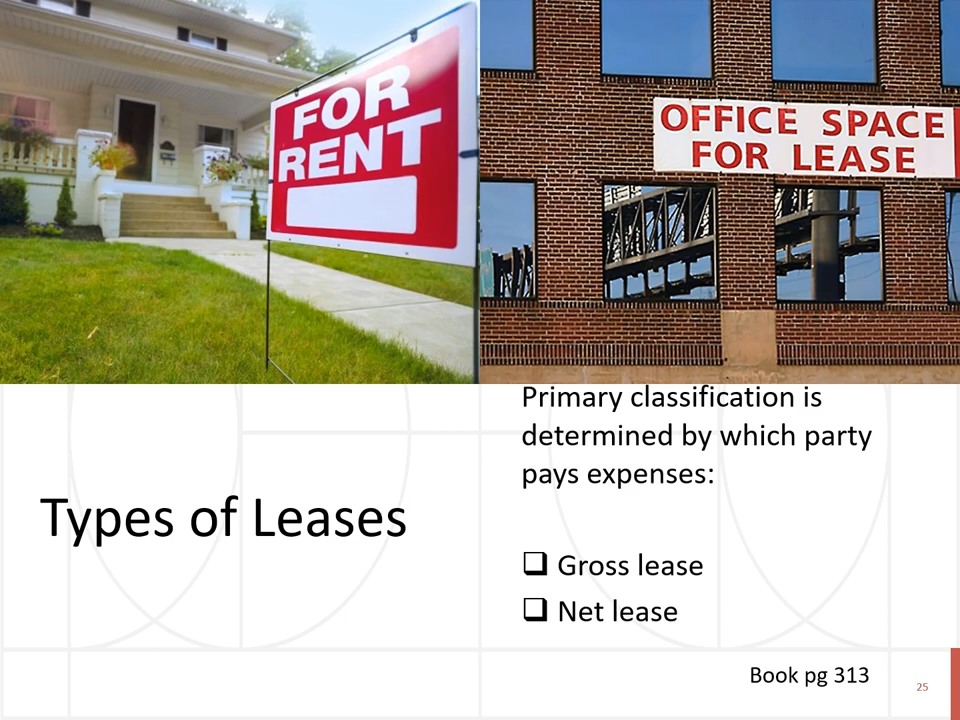 FOR
RENT
OFFICE SPACE
FOR LEASE
Types of Leases
Primary classification is
determined by which party
pays expenses:
❑ Gross lease
❑ Net lease
Book pg 313
25